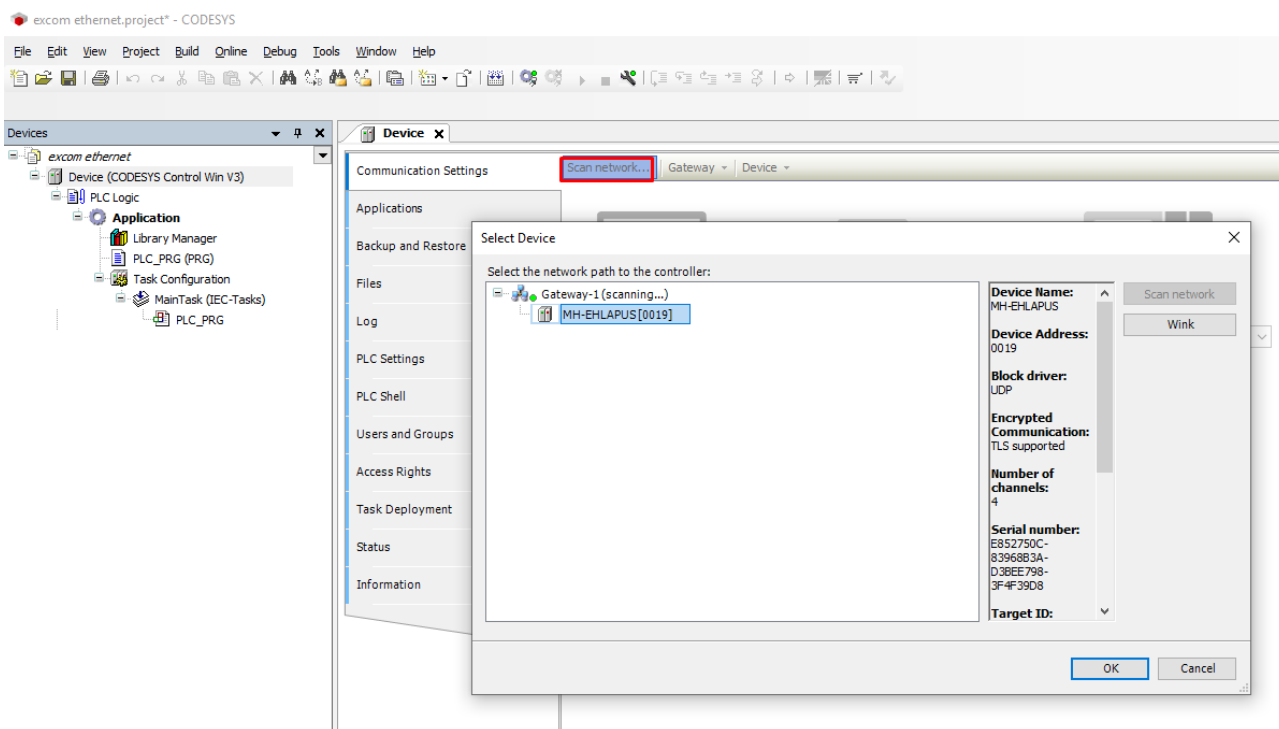 excom ethernet.project* - CODESYS
File Edit View Project Build Online Debug Tools Window Help
Devices
excom ethernet
Device (CODESYS Control Win V3)
PLC Logic
Application
Library Manager
PLC_PRG (PRG)
Task Configuration
MainTask (IEC-Tasks)
PLC_PRG
Device
Communication Settings
Applications
Backup and Restore
Files
Log
PLC Settings
PLC Shell
Users and Groups
Access Rights
Task Deployment
Status
Information
Scan network... Gateway Device
Select Device
Select the network path to the controller:
Gateway-1 (scanning...)
MH-EHLAPUS [0019]
Device Name:
MH-EHLAPUS
Device Address:
0019
Block driver:
UDP
Encrypted
Communication:
TLS supported
Number of
channels:
4
Serial number:
E852750C-
83968B3A-
D3BEE798-
3F4F39D8
Target ID:
Scan network
Wink
OK Cancel